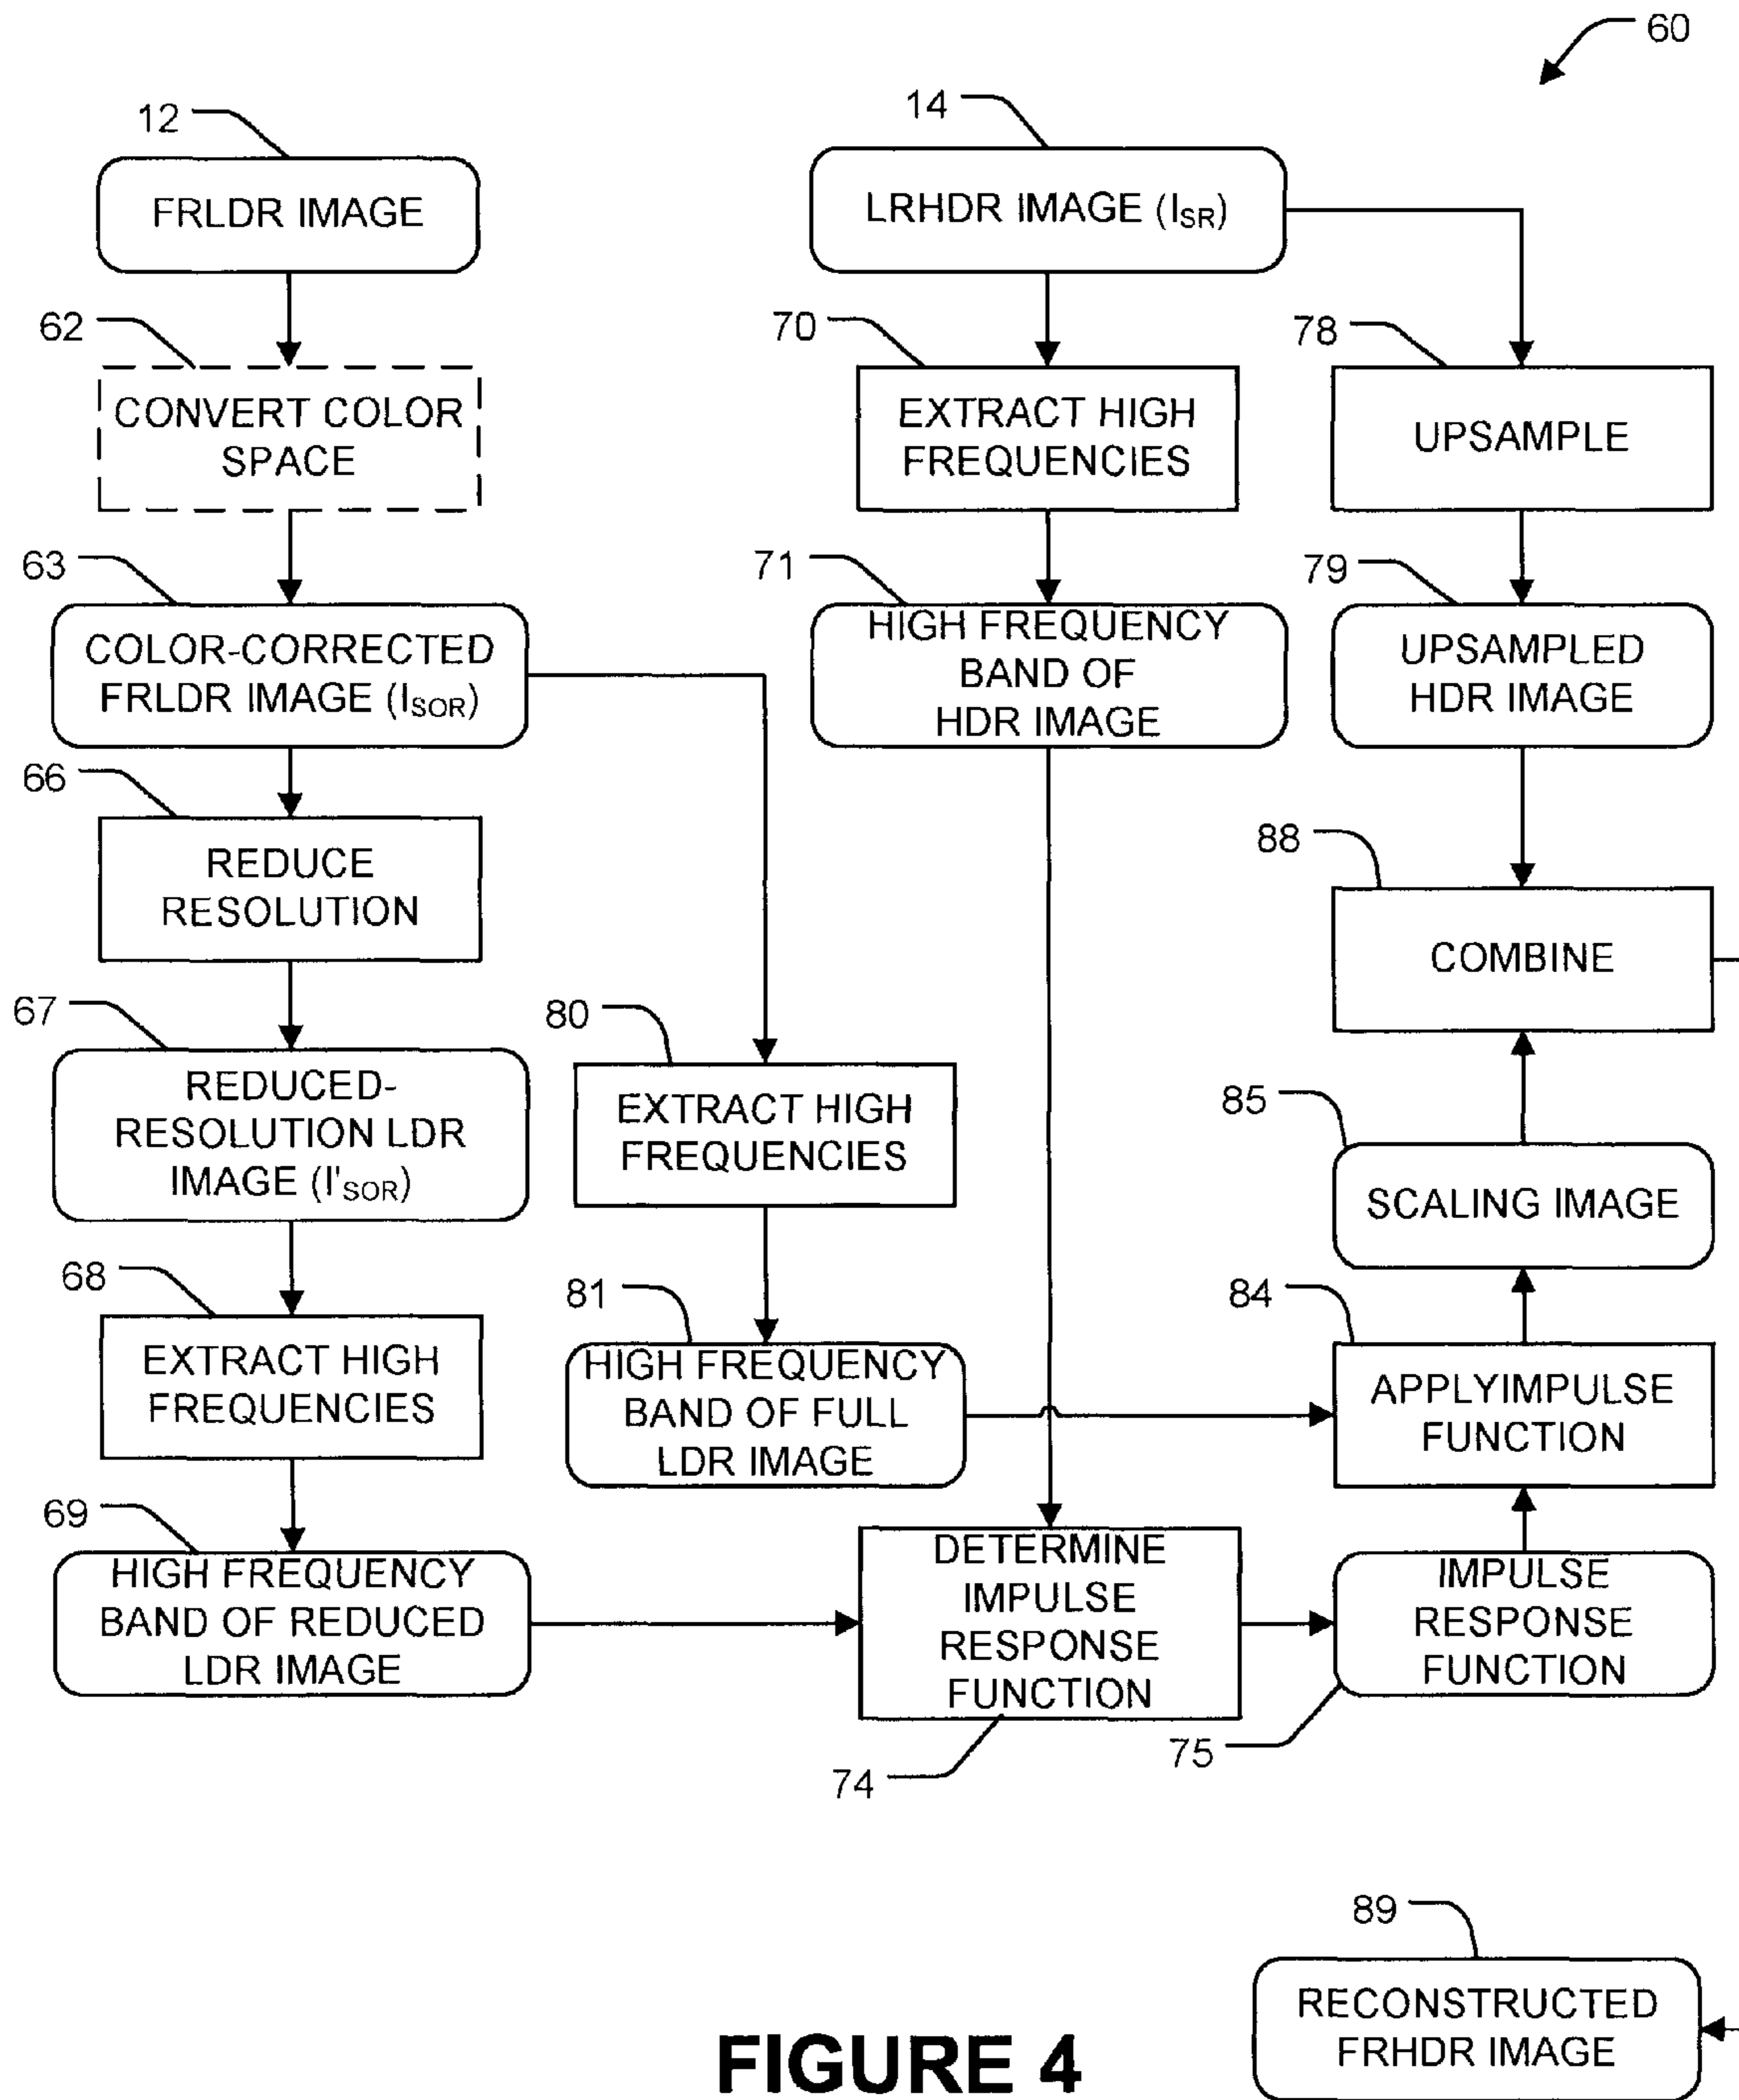 60
12
14
FRLDR IMAGE
LRHDR IMAGE (ISR)
62
70
78
CONVERT COLOR
SPACE
EXTRACT HIGH
FREQUENCIES
UPSAMPLE
63
71
79
COLOR-CORRECTED
FRLDR IMAGE (ISOR)
HIGH FREQUENCY
BAND OF
HDR IMAGE
UPSAMPLED
HDR IMAGE
66
88
REDUCE
RESOLUTION
COMBINE
67
80
85
REDUCED-
RESOLUTION LDR
IMAGE (I'SOR)
EXTRACT HIGH
FREQUENCIES
SCALING IMAGE
68
81
84
EXTRACT HIGH
FREQUENCIES
HIGH FREQUENCY
BAND OF FULL
LDR IMAGE
APPLYIMPULSE
FUNCTION
69
HIGH FREQUENCY
BAND OF REDUCED
LDR IMAGE
DETERMINE
IMPULSE
RESPONSE
FUNCTION
IMPULSE
RESPONSE
FUNCTION
74
75
89
RECONSTRUCTED
FRHDR IMAGE
FIGURE 4